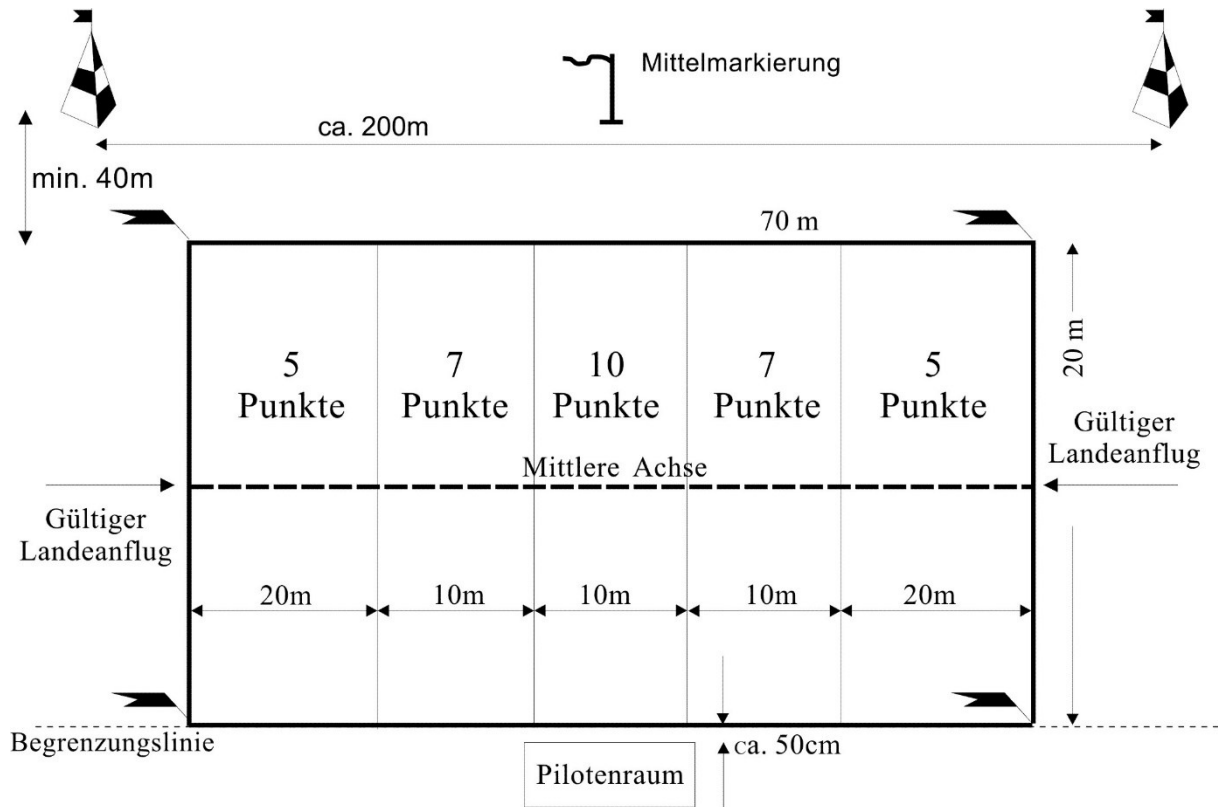 Mittelmarkierung
ca. 200m
min. 40m
70 m
20 m
5
Punkte
7
Punkte
10
Punkte
7
Punkte
5
Punkte
Mittlere Achse
Gültiger
Landeanflug
Gültiger
Landeanflug
20m
10m
10m
10m
20m
Begrenzungslinie
ca. 50cm
Pilotenraum